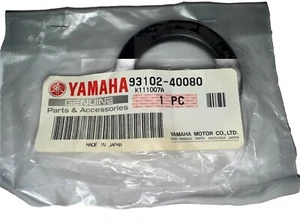 YAMAHA 93102-40080
GENUINE K111007A
Parts & Accessories 1 PC
YAMAHA MOTOR CO., LTD.
MADE IN JAPAN